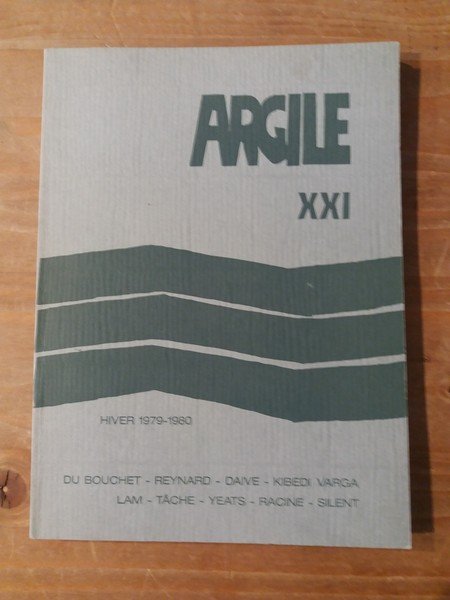 ARGILE
XXI
HIVER 1979-1980
DU BOUCHET - REYNARD - DAIVE - KIBEDI VARGA
LAM - TÂCHE - YEATS - RACINE - SILENT